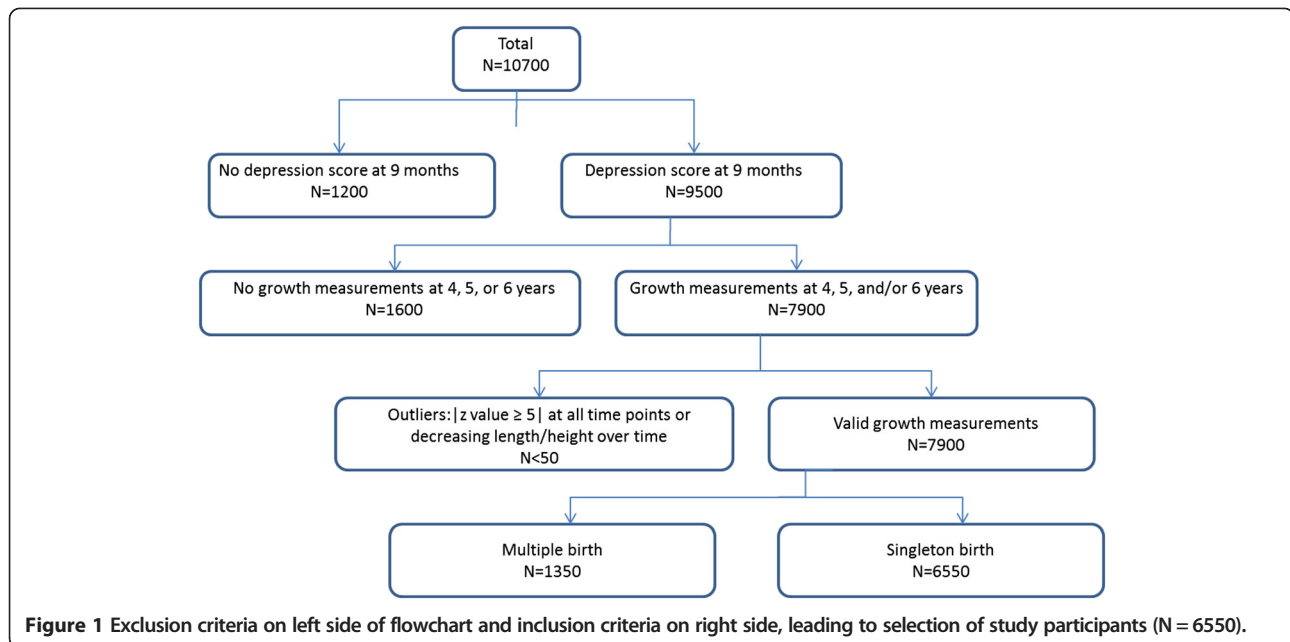 Total
N=10700
No depression score at 9 months
N=1200
Depression score at 9 months
N=9500
No growth measurements at 4, 5, or 6 years
N=1600
Growth measurements at 4, 5, and/or 6 years
N=7900
Outliers:|z value ≥ 5| at all time points or
decreasing length/height over time
N<50
Valid growth measurements
N=7900
Multiple birth
N=1350
Singleton birth
N=6550
Figure 1 Exclusion criteria on left side of flowchart and inclusion criteria on right side, leading to selection of study participants (N = 6550).